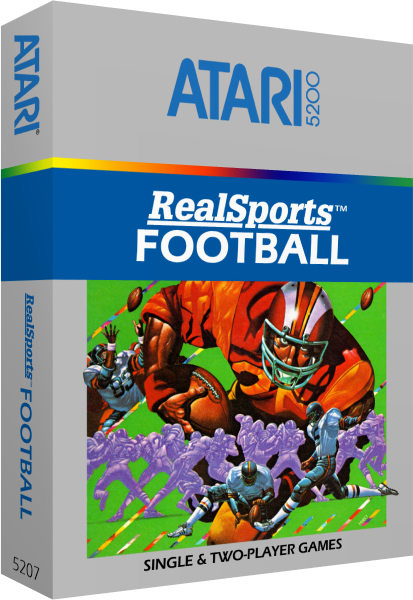 ATARI®
RealSports™
FOOTBALL
5207
ATARI 5200
RealSports™
FOOTBALL
SINGLE & TWO-PLAYER GAMES